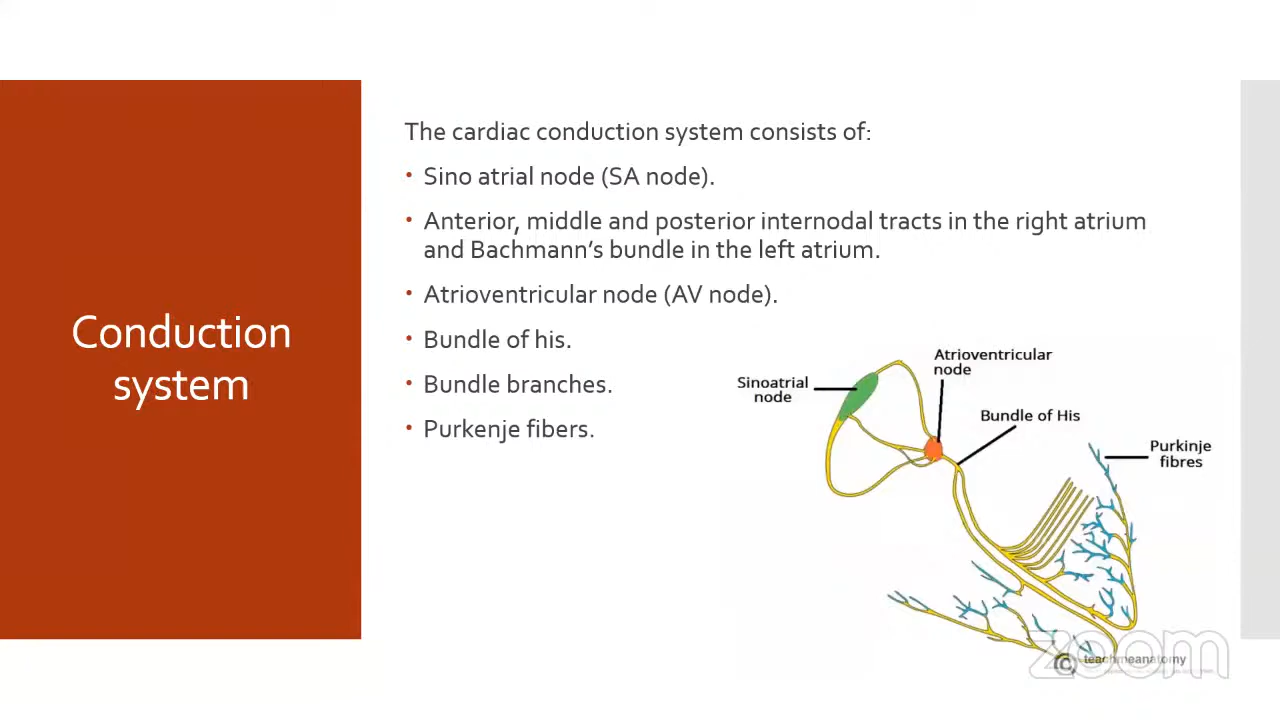 Conduction
system
The cardiac conduction system consists of:
• Sino atrial node (SA node).
• Anterior, middle and posterior internodal tracts in the right atrium
and Bachmann’s bundle in the left atrium.
• Atrioventricular node (AV node).
• Bundle of his.
• Bundle branches.
• Purkenje fibers.
Atrioventricular
node
Sinoatrial
node
Bundle of His
Purkinje
fibres
zoom
© teachmeanatomy